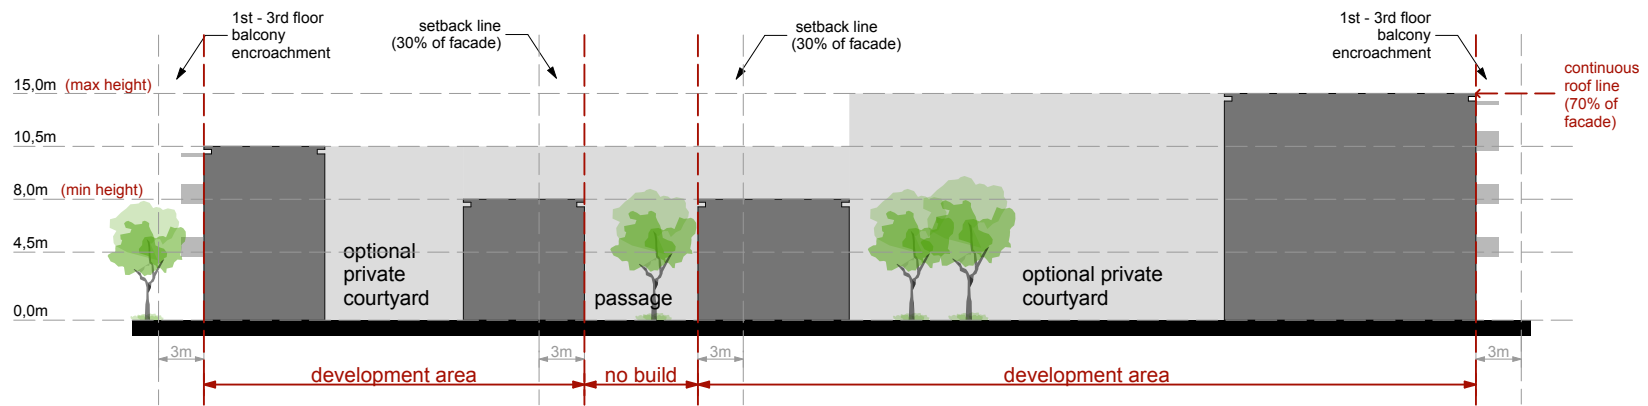 1st - 3rd floor
balcony
encroachment
setback line
(30% of facade)
setback line
(30% of facade)
1st - 3rd floor
balcony
encroachment
continuous
roof line
(70% of
facade)
15,0m (max height)
10,5m
8,0m (min height)
4,5m
0,0m
optional
private
courtyard
passage
optional private
courtyard
3m
3m
3m
3m
development area
no build
development area